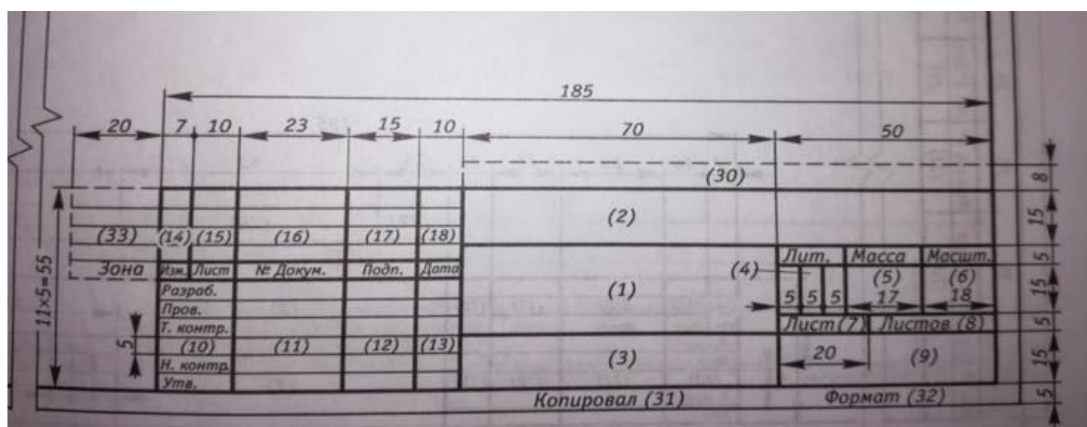 185
20 7 10 23 15 10 70 50
(30) 8
(2) 15
(33) (14) (15) (16) (17) (18)
Лит. Масса Масшт. 5
Зона Изм. Лист № Докум. Подп. Дата (4) (5) (6)
11×5=55
Разраб. (1) 5 5 5 17 18 15
Пров.
Т. контр. Лист (7) Листов (8) 5
5 (10) (11) (12) (13) (3) 20 (9) 15
Н. контр.
Утв.
Копировал (31) Формат (32) 5